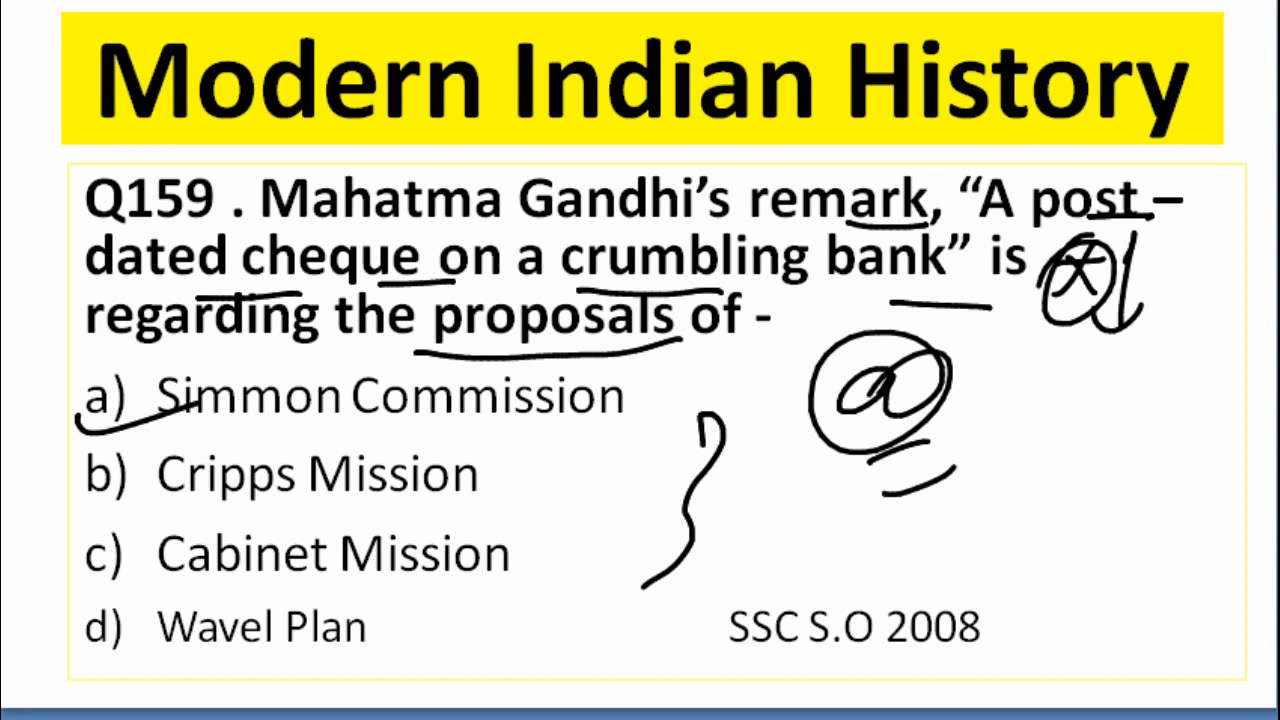 Modern Indian History
Q159 . Mahatma Gandhi’s remark, “A post –
dated cheque on a crumbling bank” is
regarding the proposals of -
a) Simmon Commission
b) Cripps Mission
c) Cabinet Mission
d) Wavel Plan
SSC S.O 2008